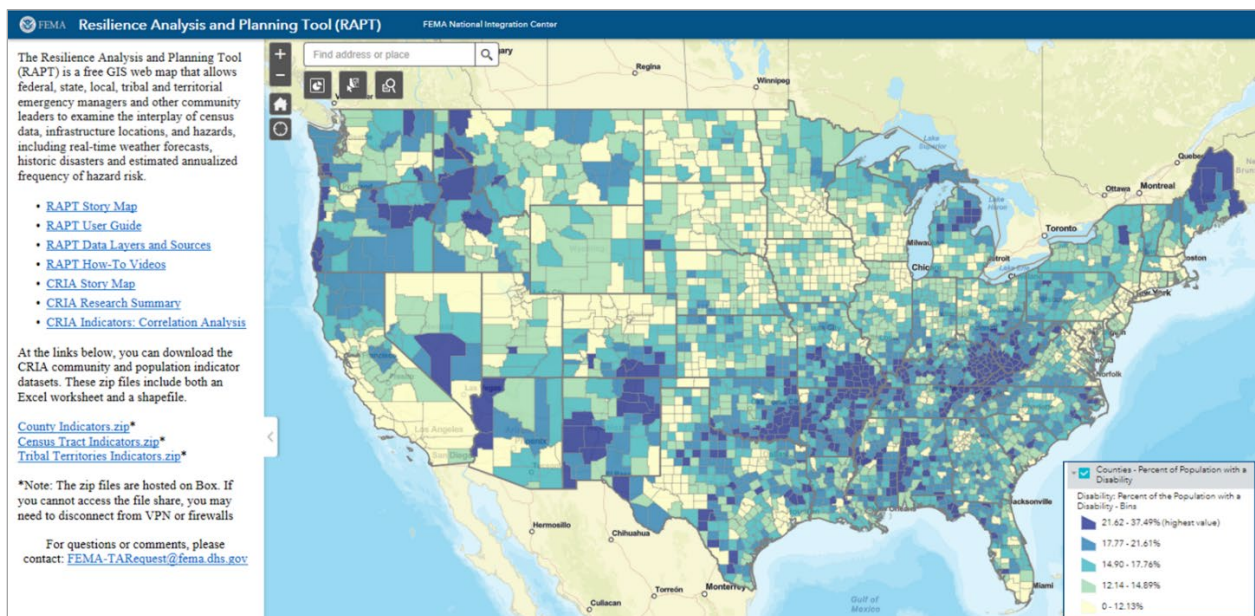 FEMA Resilience Analysis and Planning Tool (RAPT) FEMA National Integration Center
The Resilience Analysis and Planning Tool
(RAPT) is a free GIS web map that allows
federal, state, local, tribal and territorial
emergency managers and other community
leaders to examine the interplay of census
data, infrastructure locations, and hazards,
including real-time weather forecasts,
historic disasters and estimated annualized
frequency of hazard risk.
• RAPT Story Map
• RAPT User Guide
• RAPT Data Layers and Sources
• RAPT How-To Videos
• CRIA Story Map
• CRIA Research Summary
• CRIA Indicators: Correlation Analysis
At the links below, you can download the
CRIA community and population indicator
datasets. These zip files include both an
Excel worksheet and a shapefile.
County Indicators.zip*
Census Tract Indicators.zip*
Tribal Territories Indicators.zip*
*Note: The zip files are hosted on Box. If
you cannot access the file share, you may
need to disconnect from VPN or firewalls
For questions or comments, please
contact: FEMA-TARequest@fema.dhs.gov
+
−
Find address or place
Regina
Winnipeg
Lake
Superior
Quebec
Ottawa
Montreal
Toronto
Milwau
Chic
etroit
oston
New York
Norfolk
Los Angeles
San Diego
Phoenix
Hermosillo
Chihuahua
Torreón
Monterrey
Culiacan
Jacksonville
Miami
Gulf of
Mexico
Counties - Percent of Population with a
Disability
Disability: Percent of the Population with a
Disability - Bins
21.62 - 37.49% (highest value)
17.77 - 21.61%
14.90 - 17.76%
12.14 - 14.89%
0 - 12.13%